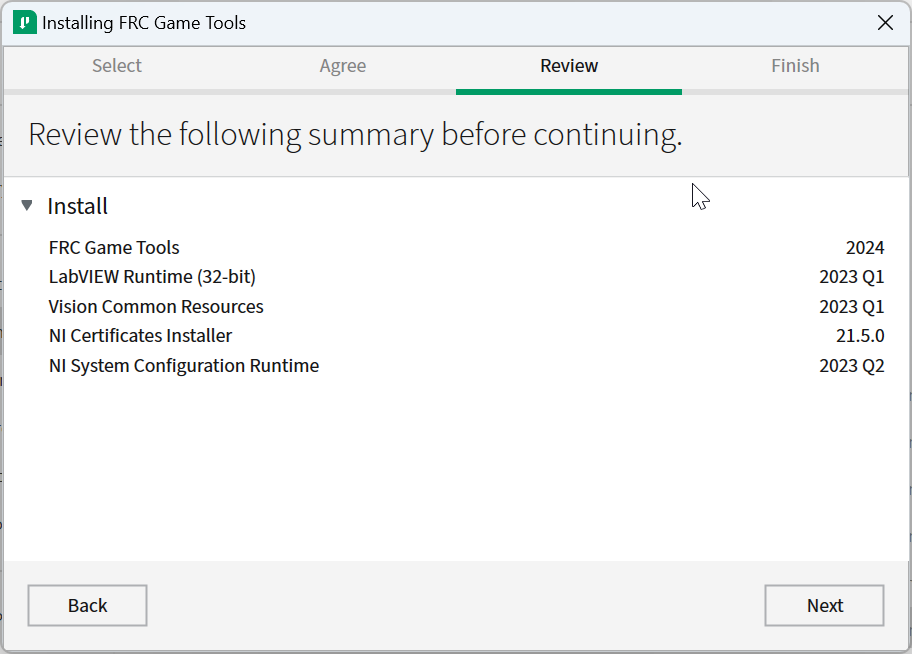 Installing FRC Game Tools
Select Agree Review Finish
Review the following summary before continuing.
Install
FRC Game Tools 2024
LabVIEW Runtime (32-bit) 2023 Q1
Vision Common Resources 2023 Q1
NI Certificates Installer 21.5.0
NI System Configuration Runtime 2023 Q2
Back Next